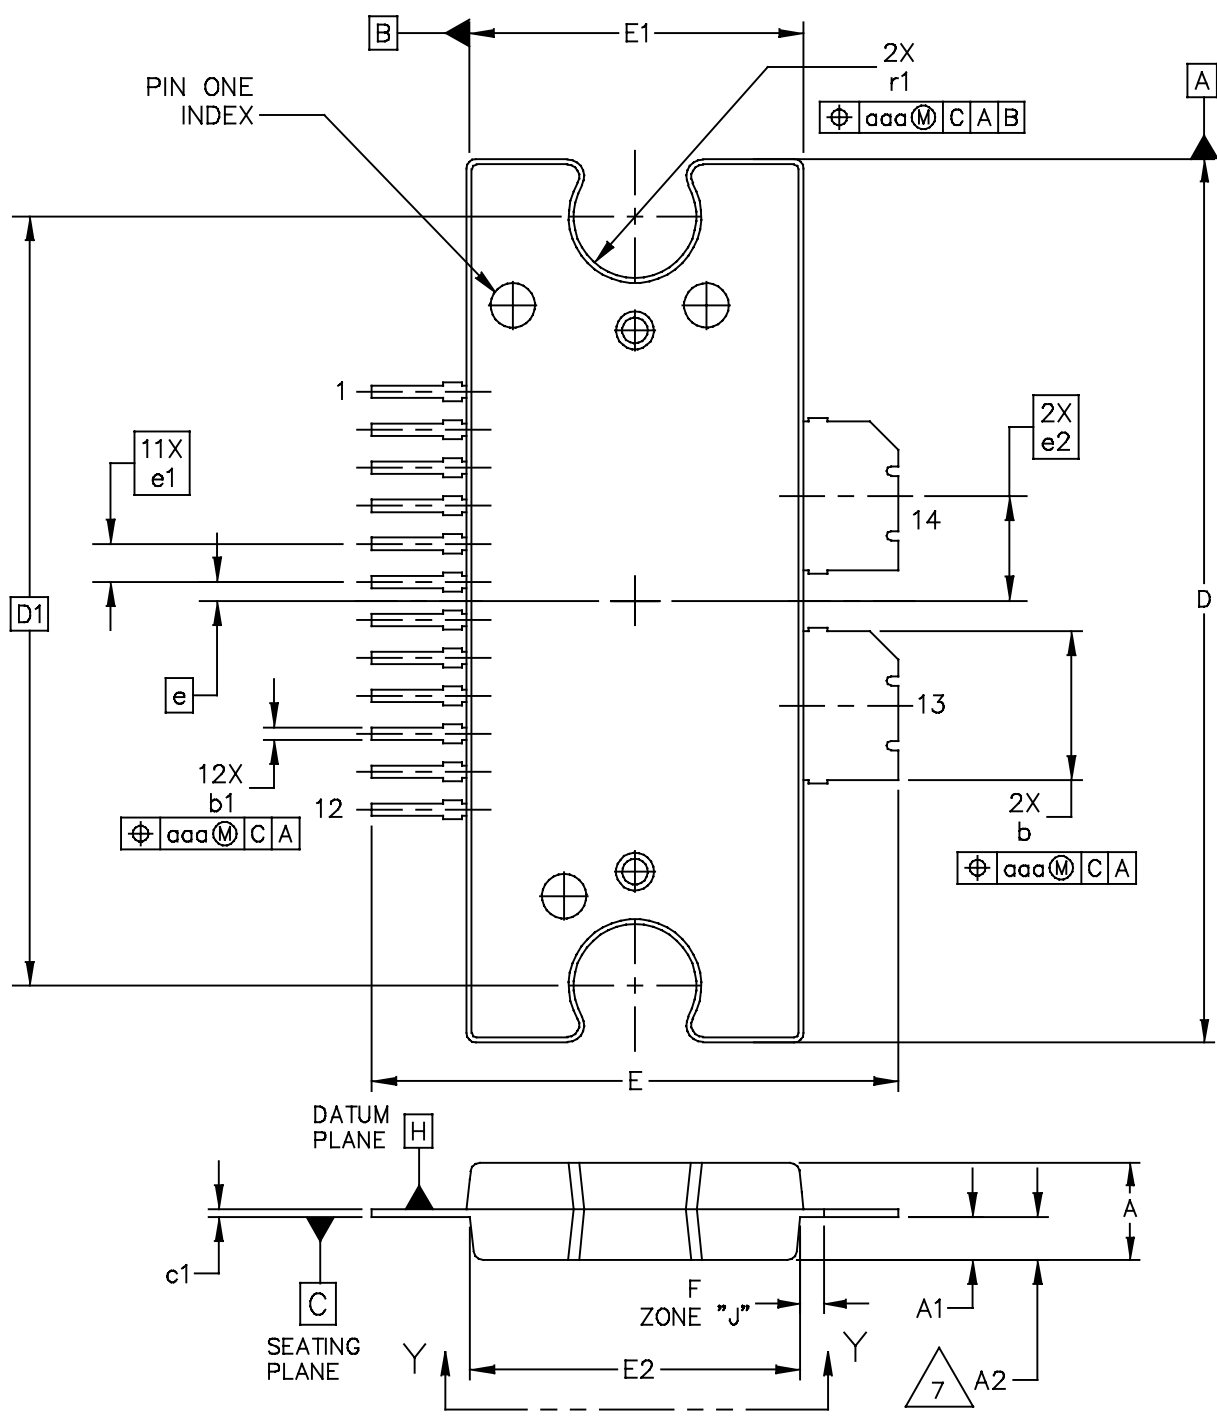 B
E1
2X
r1
⌖ aaa Ⓜ C A B
A
PIN ONE
INDEX
1
11X
e1
2X
e2
14
D1
D
e
13
12X
b1
⌖ aaa Ⓜ C A
12
2X
b
⌖ aaa Ⓜ C A
E
DATUM
PLANE
H
A
c1
C
SEATING
PLANE
F
ZONE "J"
A1
Y
Y
E2
7
A2